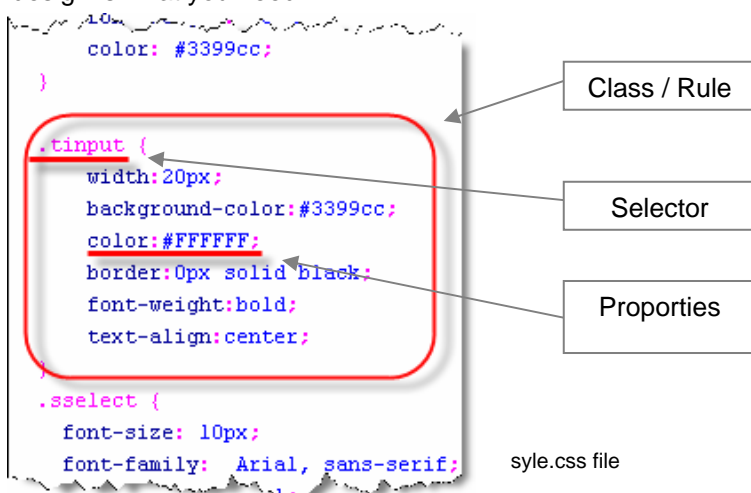 color: #3399cc;
}
Class / Rule
.tinput {
width:20px;
Selector
background-color:#3399cc;
color:#FFFFFF;
border:0px solid black;
Proporties
font-weight:bold;
text-align:center;
}
.sselect {
font-size: 10px;
font-family: Arial, sans-serif;
syle.css file